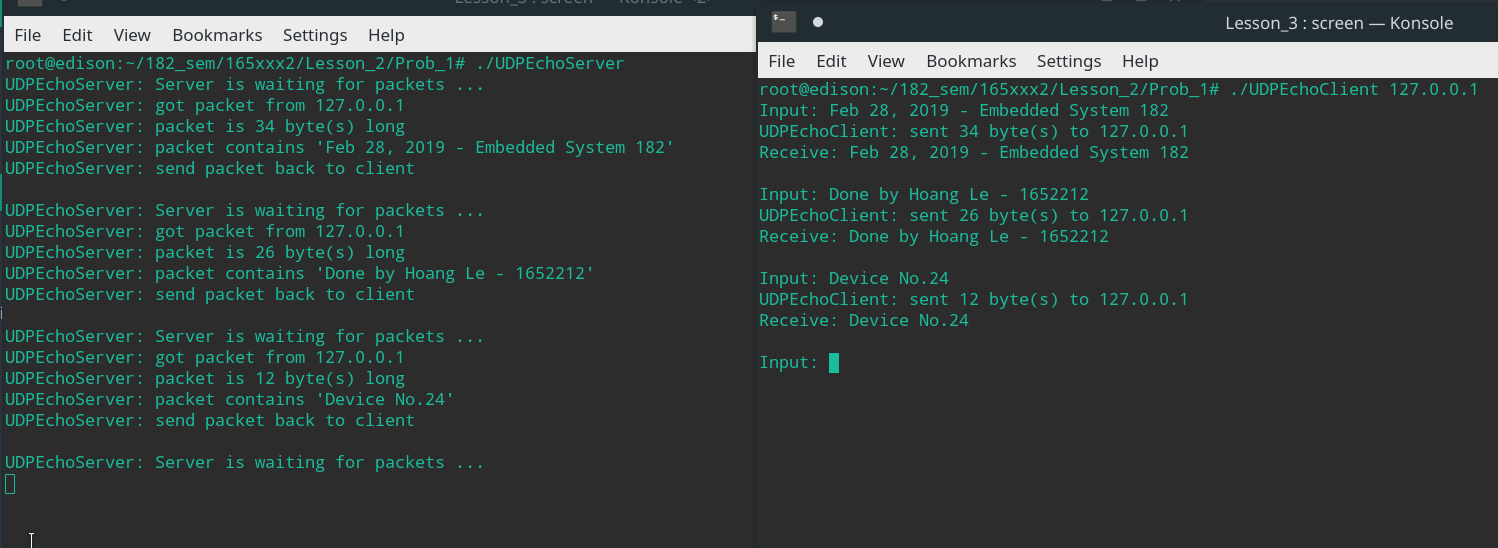 Lesson_3 : screen — Konsole <2>
File Edit View Bookmarks Settings Help
root@edison:~/182_sem/165xxx2/Lesson_2/Prob_1# ./UDPEchoServer
UDPEchoServer: Server is waiting for packets ...
UDPEchoServer: got packet from 127.0.0.1
UDPEchoServer: packet is 34 byte(s) long
UDPEchoServer: packet contains 'Feb 28, 2019 - Embedded System 182'
UDPEchoServer: send packet back to client
UDPEchoServer: Server is waiting for packets ...
UDPEchoServer: got packet from 127.0.0.1
UDPEchoServer: packet is 26 byte(s) long
UDPEchoServer: packet contains 'Done by Hoang Le - 1652212'
UDPEchoServer: send packet back to client
UDPEchoServer: Server is waiting for packets ...
UDPEchoServer: got packet from 127.0.0.1
UDPEchoServer: packet is 12 byte(s) long
UDPEchoServer: packet contains 'Device No.24'
UDPEchoServer: send packet back to client
UDPEchoServer: Server is waiting for packets ...
Lesson_3 : screen — Konsole
File Edit View Bookmarks Settings Help
root@edison:~/182_sem/165xxx2/Lesson_2/Prob_1# ./UDPEchoClient 127.0.0.1
Input: Feb 28, 2019 - Embedded System 182
UDPEchoClient: sent 34 byte(s) to 127.0.0.1
Receive: Feb 28, 2019 - Embedded System 182
Input: Done by Hoang Le - 1652212
UDPEchoClient: sent 26 byte(s) to 127.0.0.1
Receive: Done by Hoang Le - 1652212
Input: Device No.24
UDPEchoClient: sent 12 byte(s) to 127.0.0.1
Receive: Device No.24
Input: